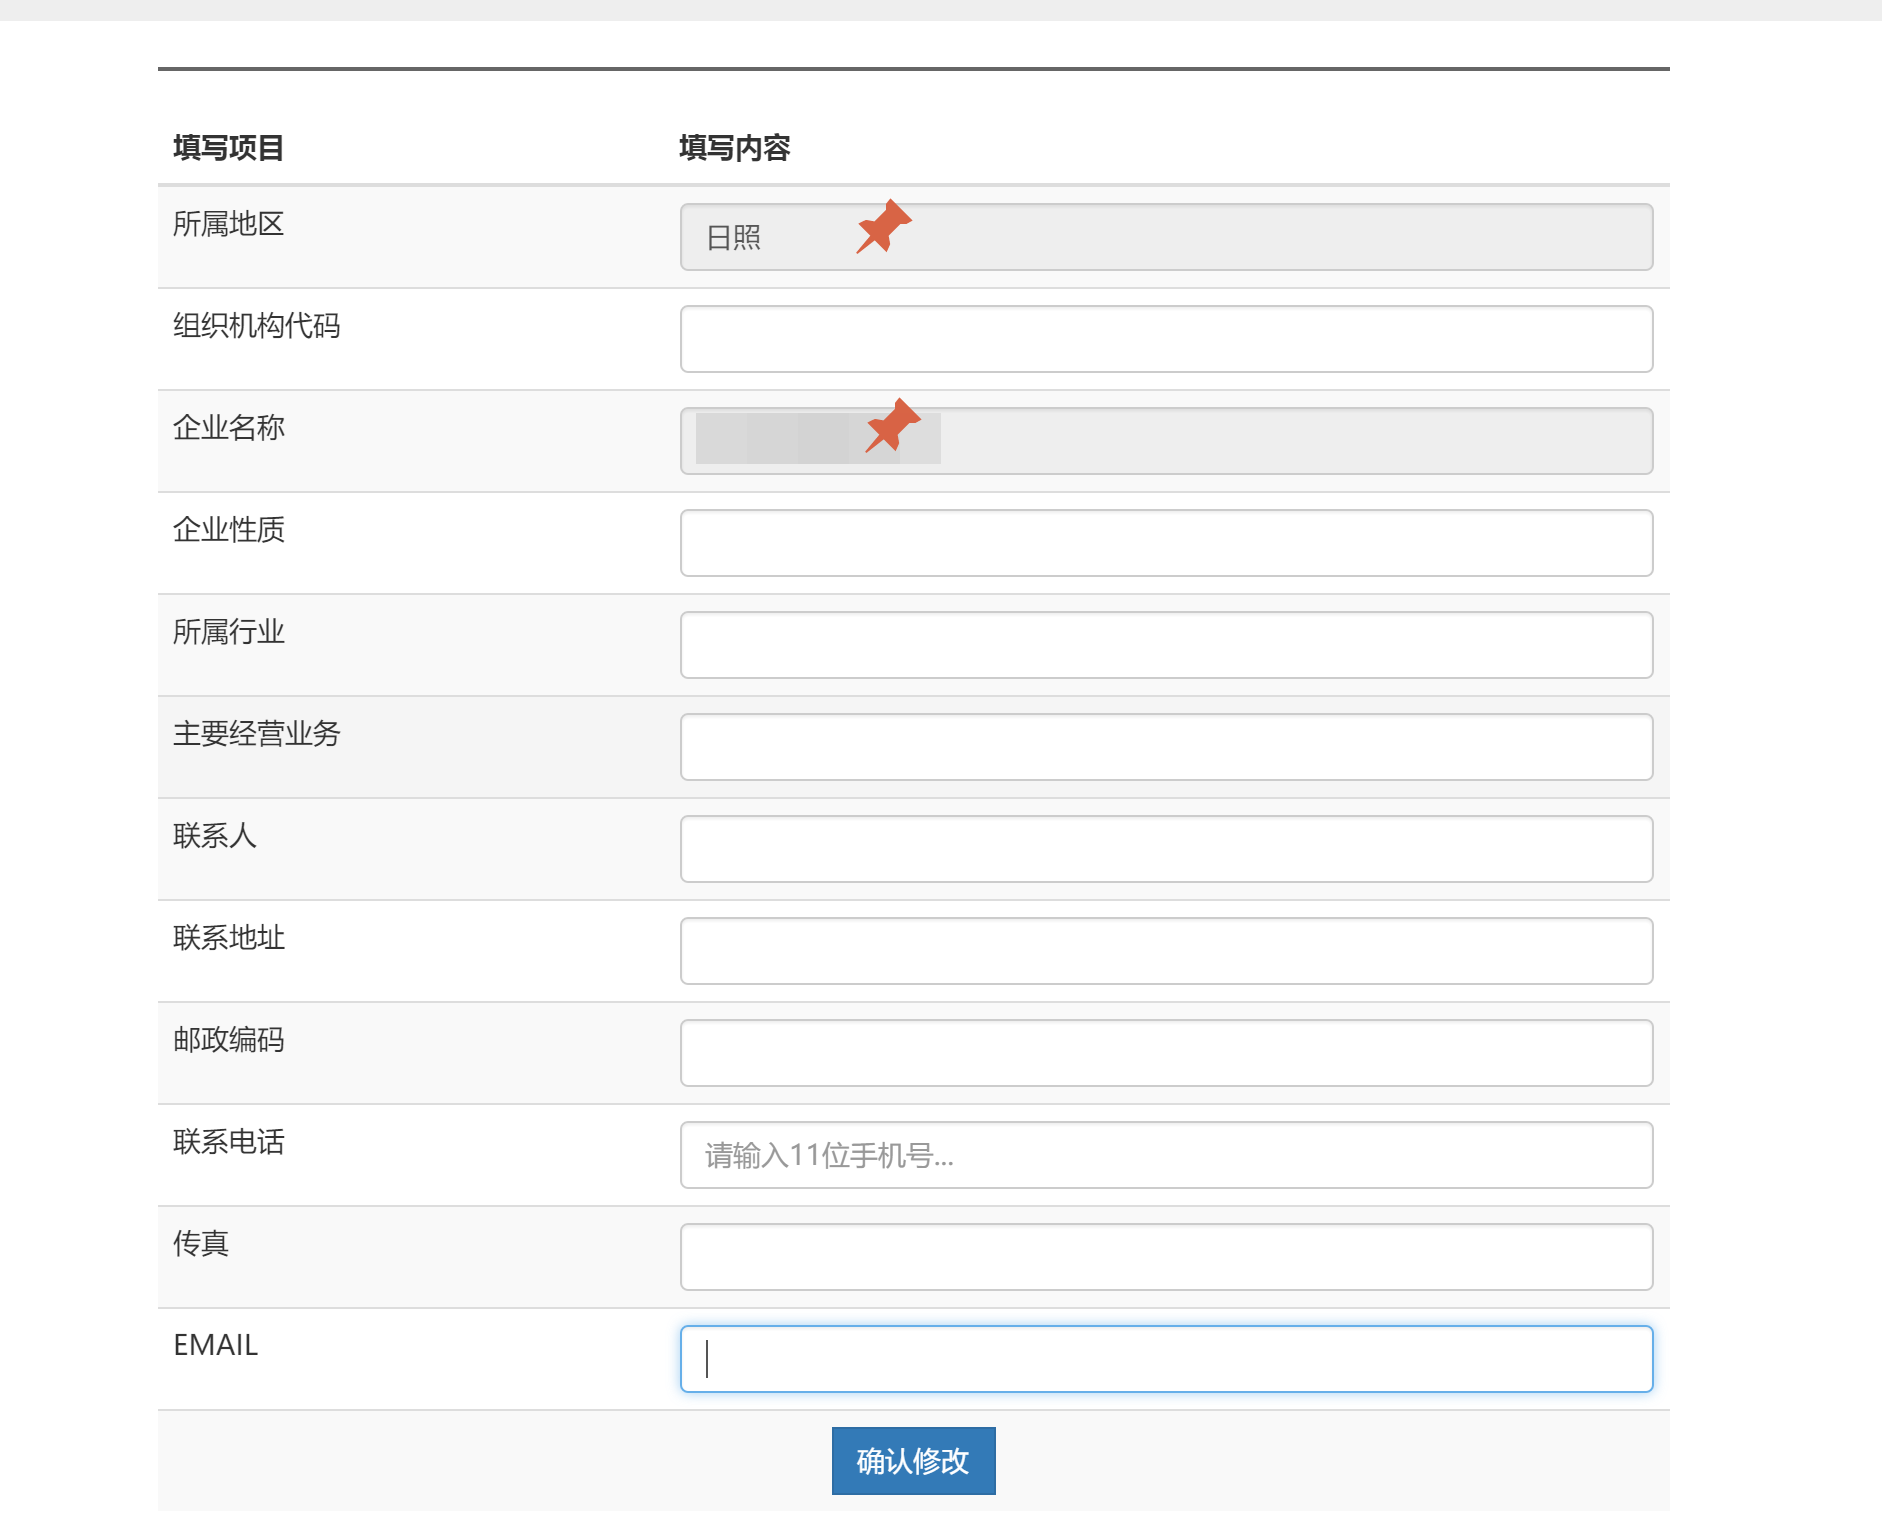 填写项目 填写内容
所属地区 日照
组织机构代码
企业名称
企业性质
所属行业
主要经营业务
联系人
联系地址
邮政编码
联系电话 请输入11位手机号...
传真
EMAIL
确认修改